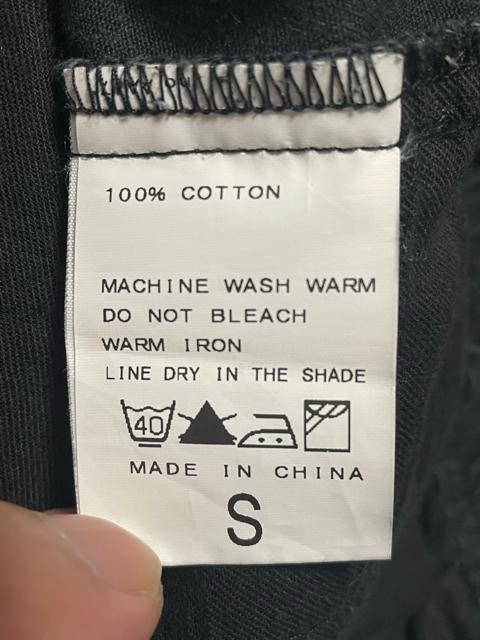 100% COTTON
MACHINE WASH WARM
DO NOT BLEACH
WARM IRON
LINE DRY IN THE SHADE
40
MADE IN CHINA
S